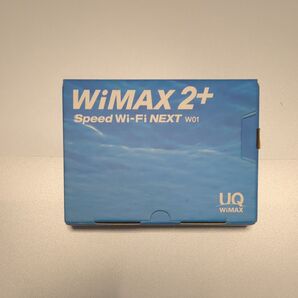 WiMAX 2+
Speed Wi-Fi NEXT W01
UQ
WiMAX